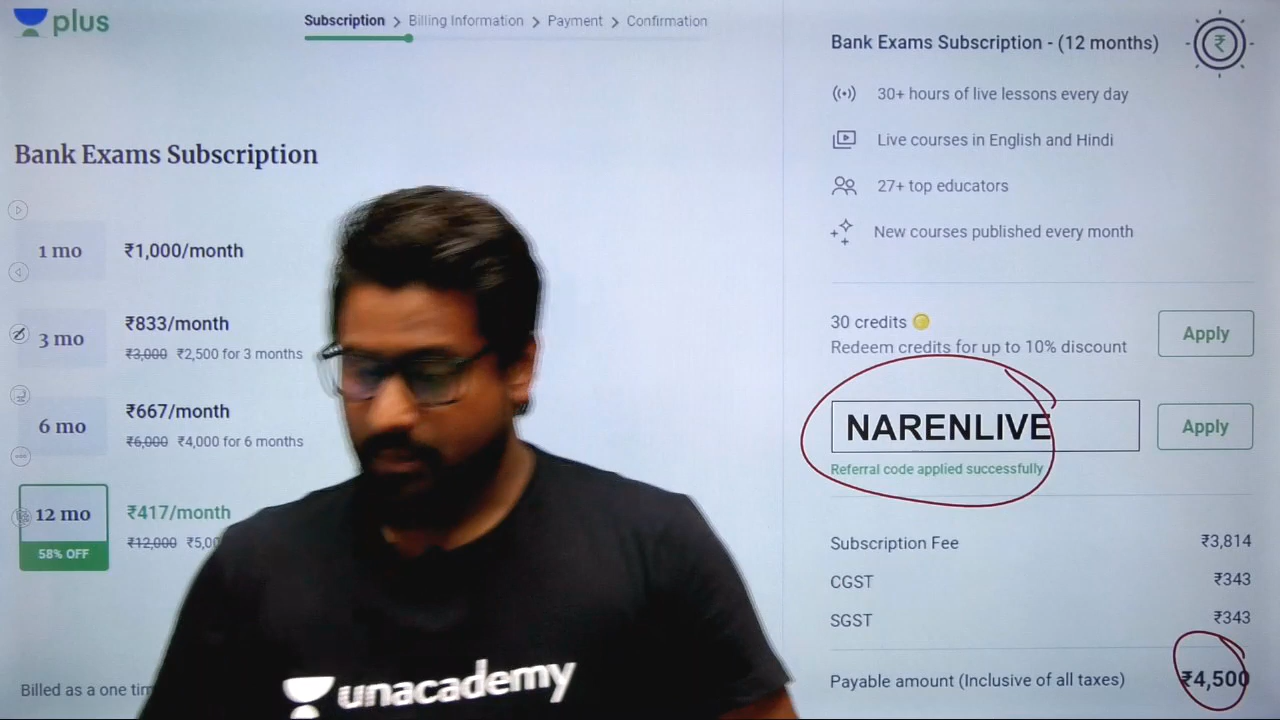 plus
Subscription > Billing Information > Payment > Confirmation
Bank Exams Subscription
1 mo ₹1,000/month
3 mo ₹833/month
₹3,000 ₹2,500 for 3 months
6 mo ₹667/month
₹6,000 ₹4,000 for 6 months
12 mo ₹417/month
58% OFF ₹12,000
Billed as a one
unacademy
Bank Exams Subscription - (12 months)
₹
30+ hours of live lessons every day
Live courses in English and Hindi
27+ top educators
New courses published every month
30 credits
Redeem credits for up to 10% discount
Apply
NARENLIVE
Apply
Referral code applied successfully
Subscription Fee ₹3,814
CGST ₹343
SGST ₹343
Payable amount (Inclusive of all taxes) ₹4,500